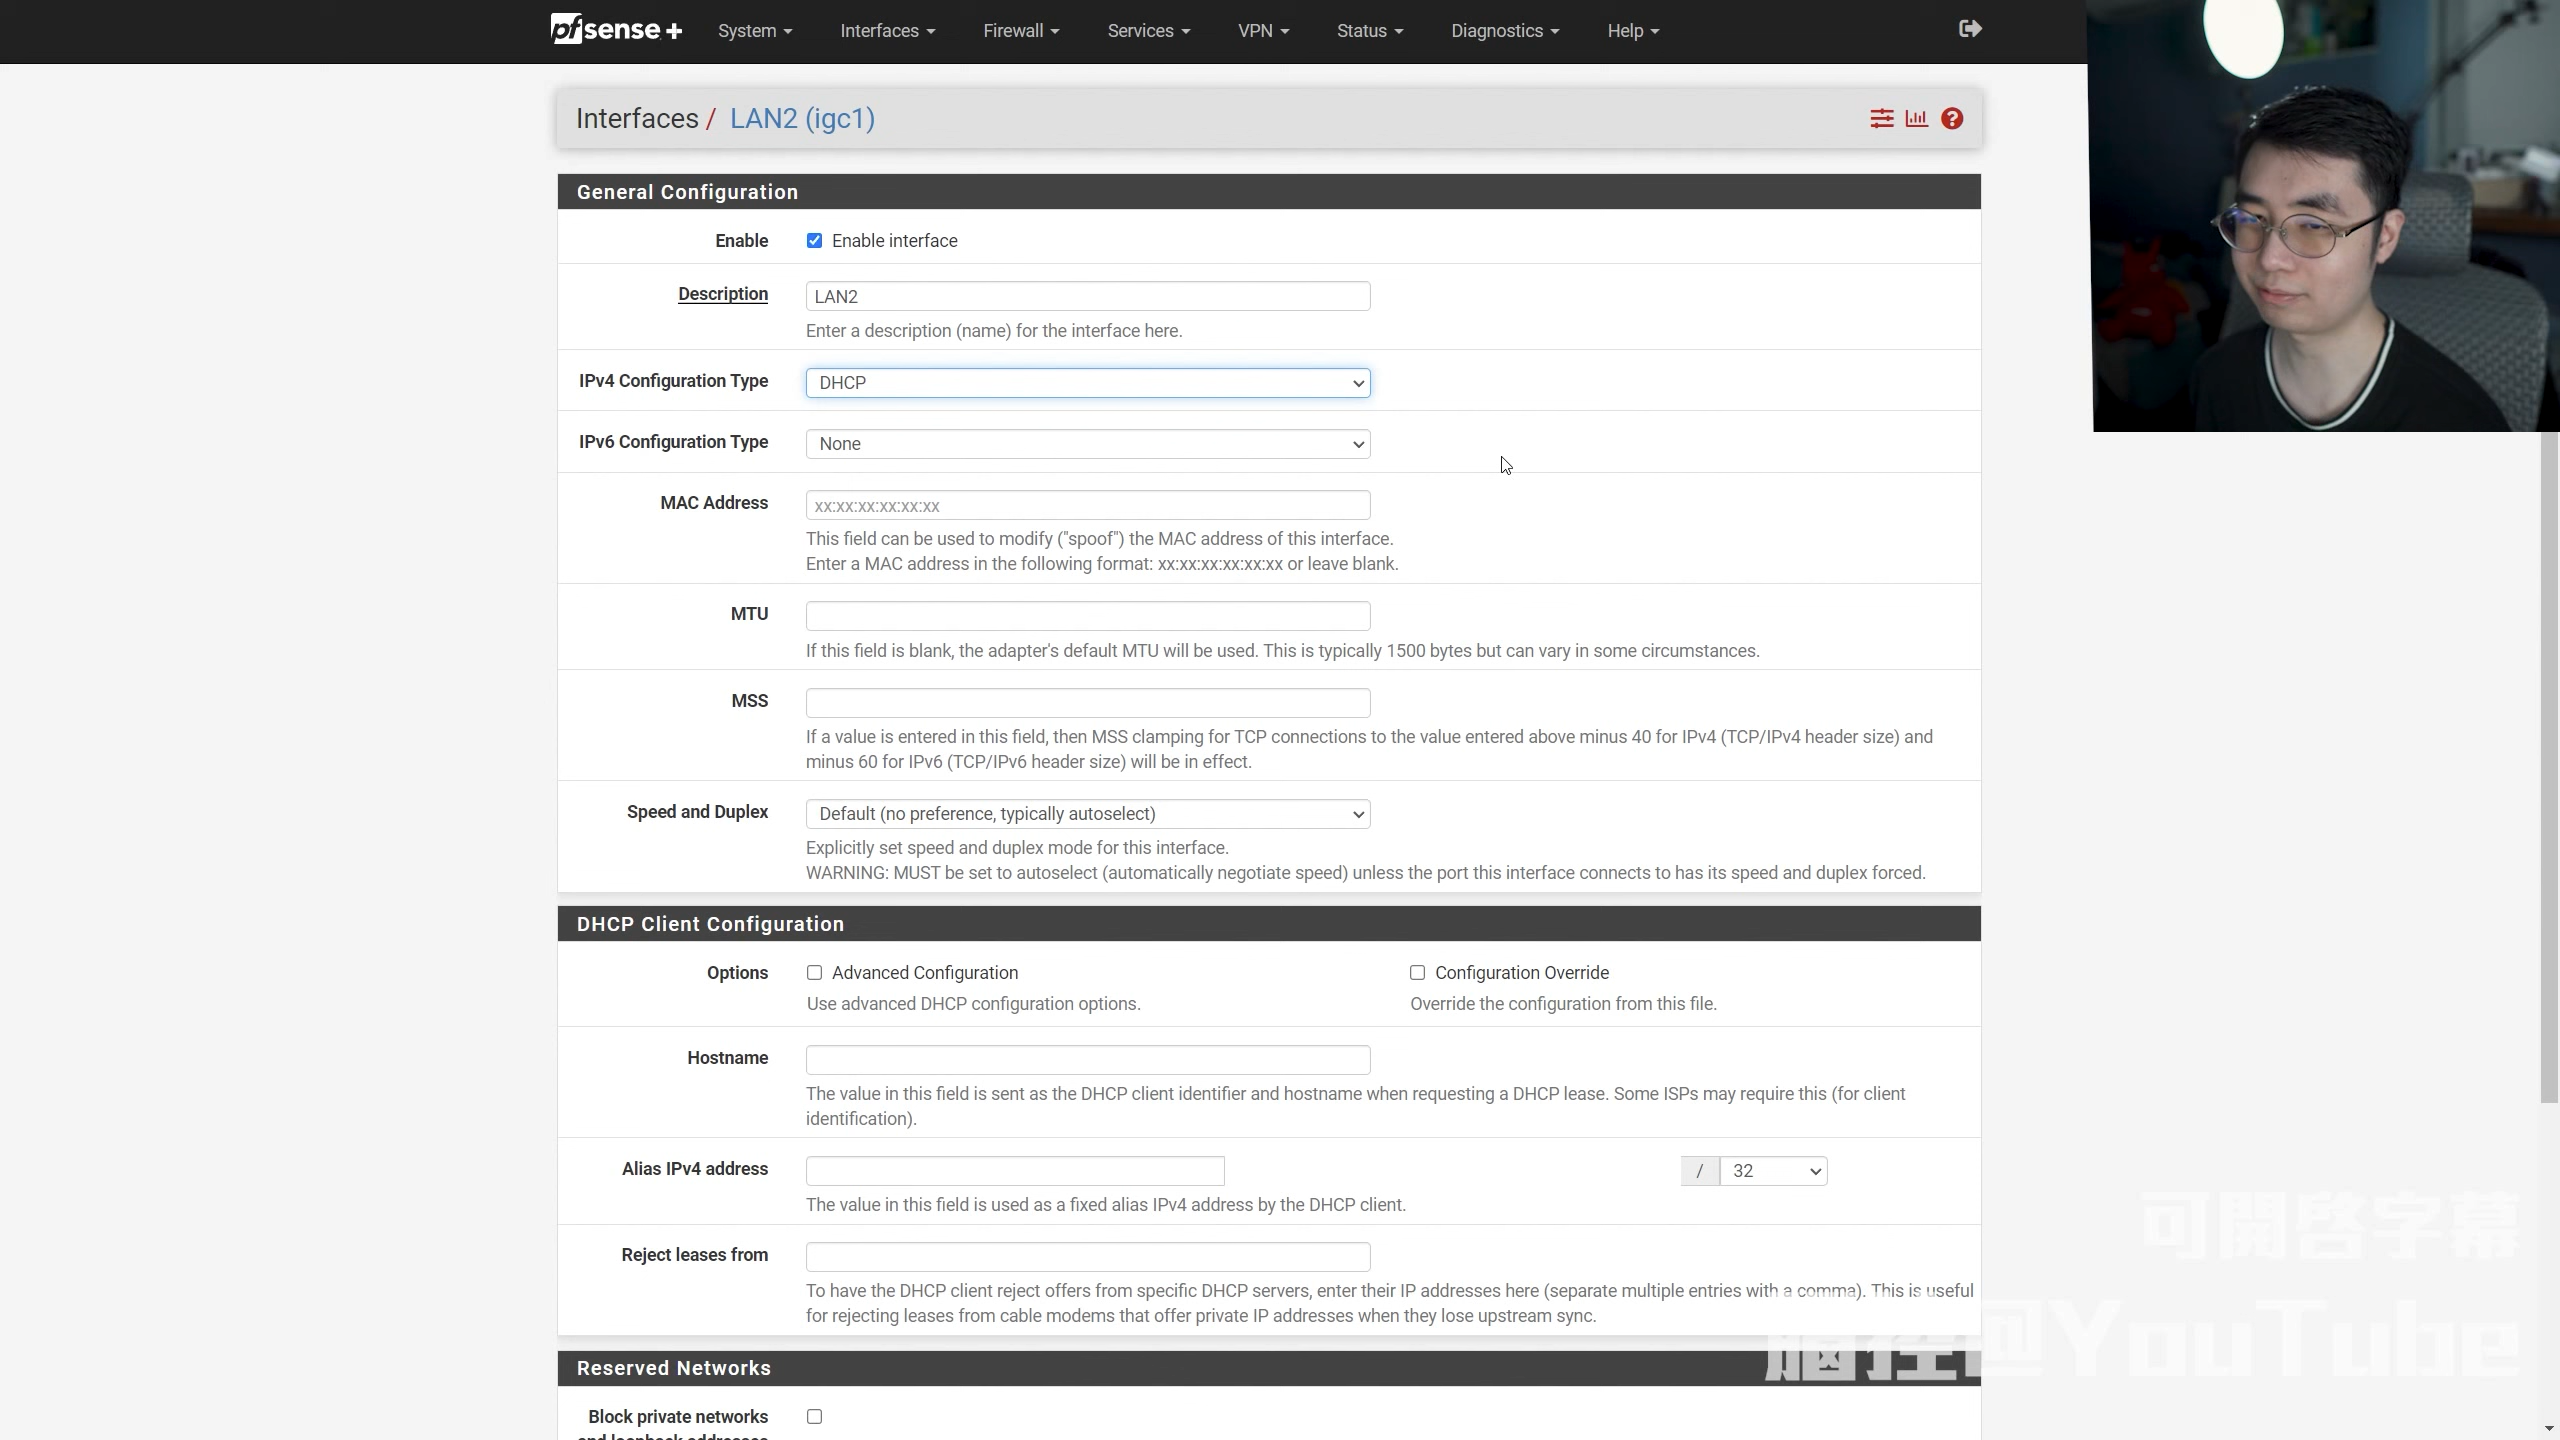 pfsense +
System
Interfaces
Firewall
Services
VPN
Status
Diagnostics
Help
Interfaces / LAN2 (igc1)
General Configuration
Enable
Enable interface
Description
LAN2
Enter a description (name) for the interface here.
IPv4 Configuration Type
DHCP
IPv6 Configuration Type
None
MAC Address
xx:xx:xx:xx:xx:xx
This field can be used to modify ("spoof") the MAC address of this interface.
Enter a MAC address in the following format: xx:xx:xx:xx:xx:xx or leave blank.
MTU
If this field is blank, the adapter's default MTU will be used. This is typically 1500 bytes but can vary in some circumstances.
MSS
If a value is entered in this field, then MSS clamping for TCP connections to the value entered above minus 40 for IPv4 (TCP/IPv4 header size) and
minus 60 for IPv6 (TCP/IPv6 header size) will be in effect.
Speed and Duplex
Default (no preference, typically autoselect)
Explicitly set speed and duplex mode for this interface.
WARNING: MUST be set to autoselect (automatically negotiate speed) unless the port this interface connects to has its speed and duplex forced.
DHCP Client Configuration
Options
Advanced Configuration
Configuration Override
Use advanced DHCP configuration options.
Override the configuration from this file.
Hostname
The value in this field is sent as the DHCP client identifier and hostname when requesting a DHCP lease. Some ISPs may require this (for client
identification).
Alias IPv4 address
/ 32
The value in this field is used as a fixed alias IPv4 address by the DHCP client.
可開啓字幕
Reject leases from
To have the DHCP client reject offers from specific DHCP servers, enter their IP addresses here (separate multiple entries with a comma). This is useful
for rejecting leases from cable modems that offer private IP addresses when they lose upstream sync.
@YouTube
Reserved Networks
Block private networks